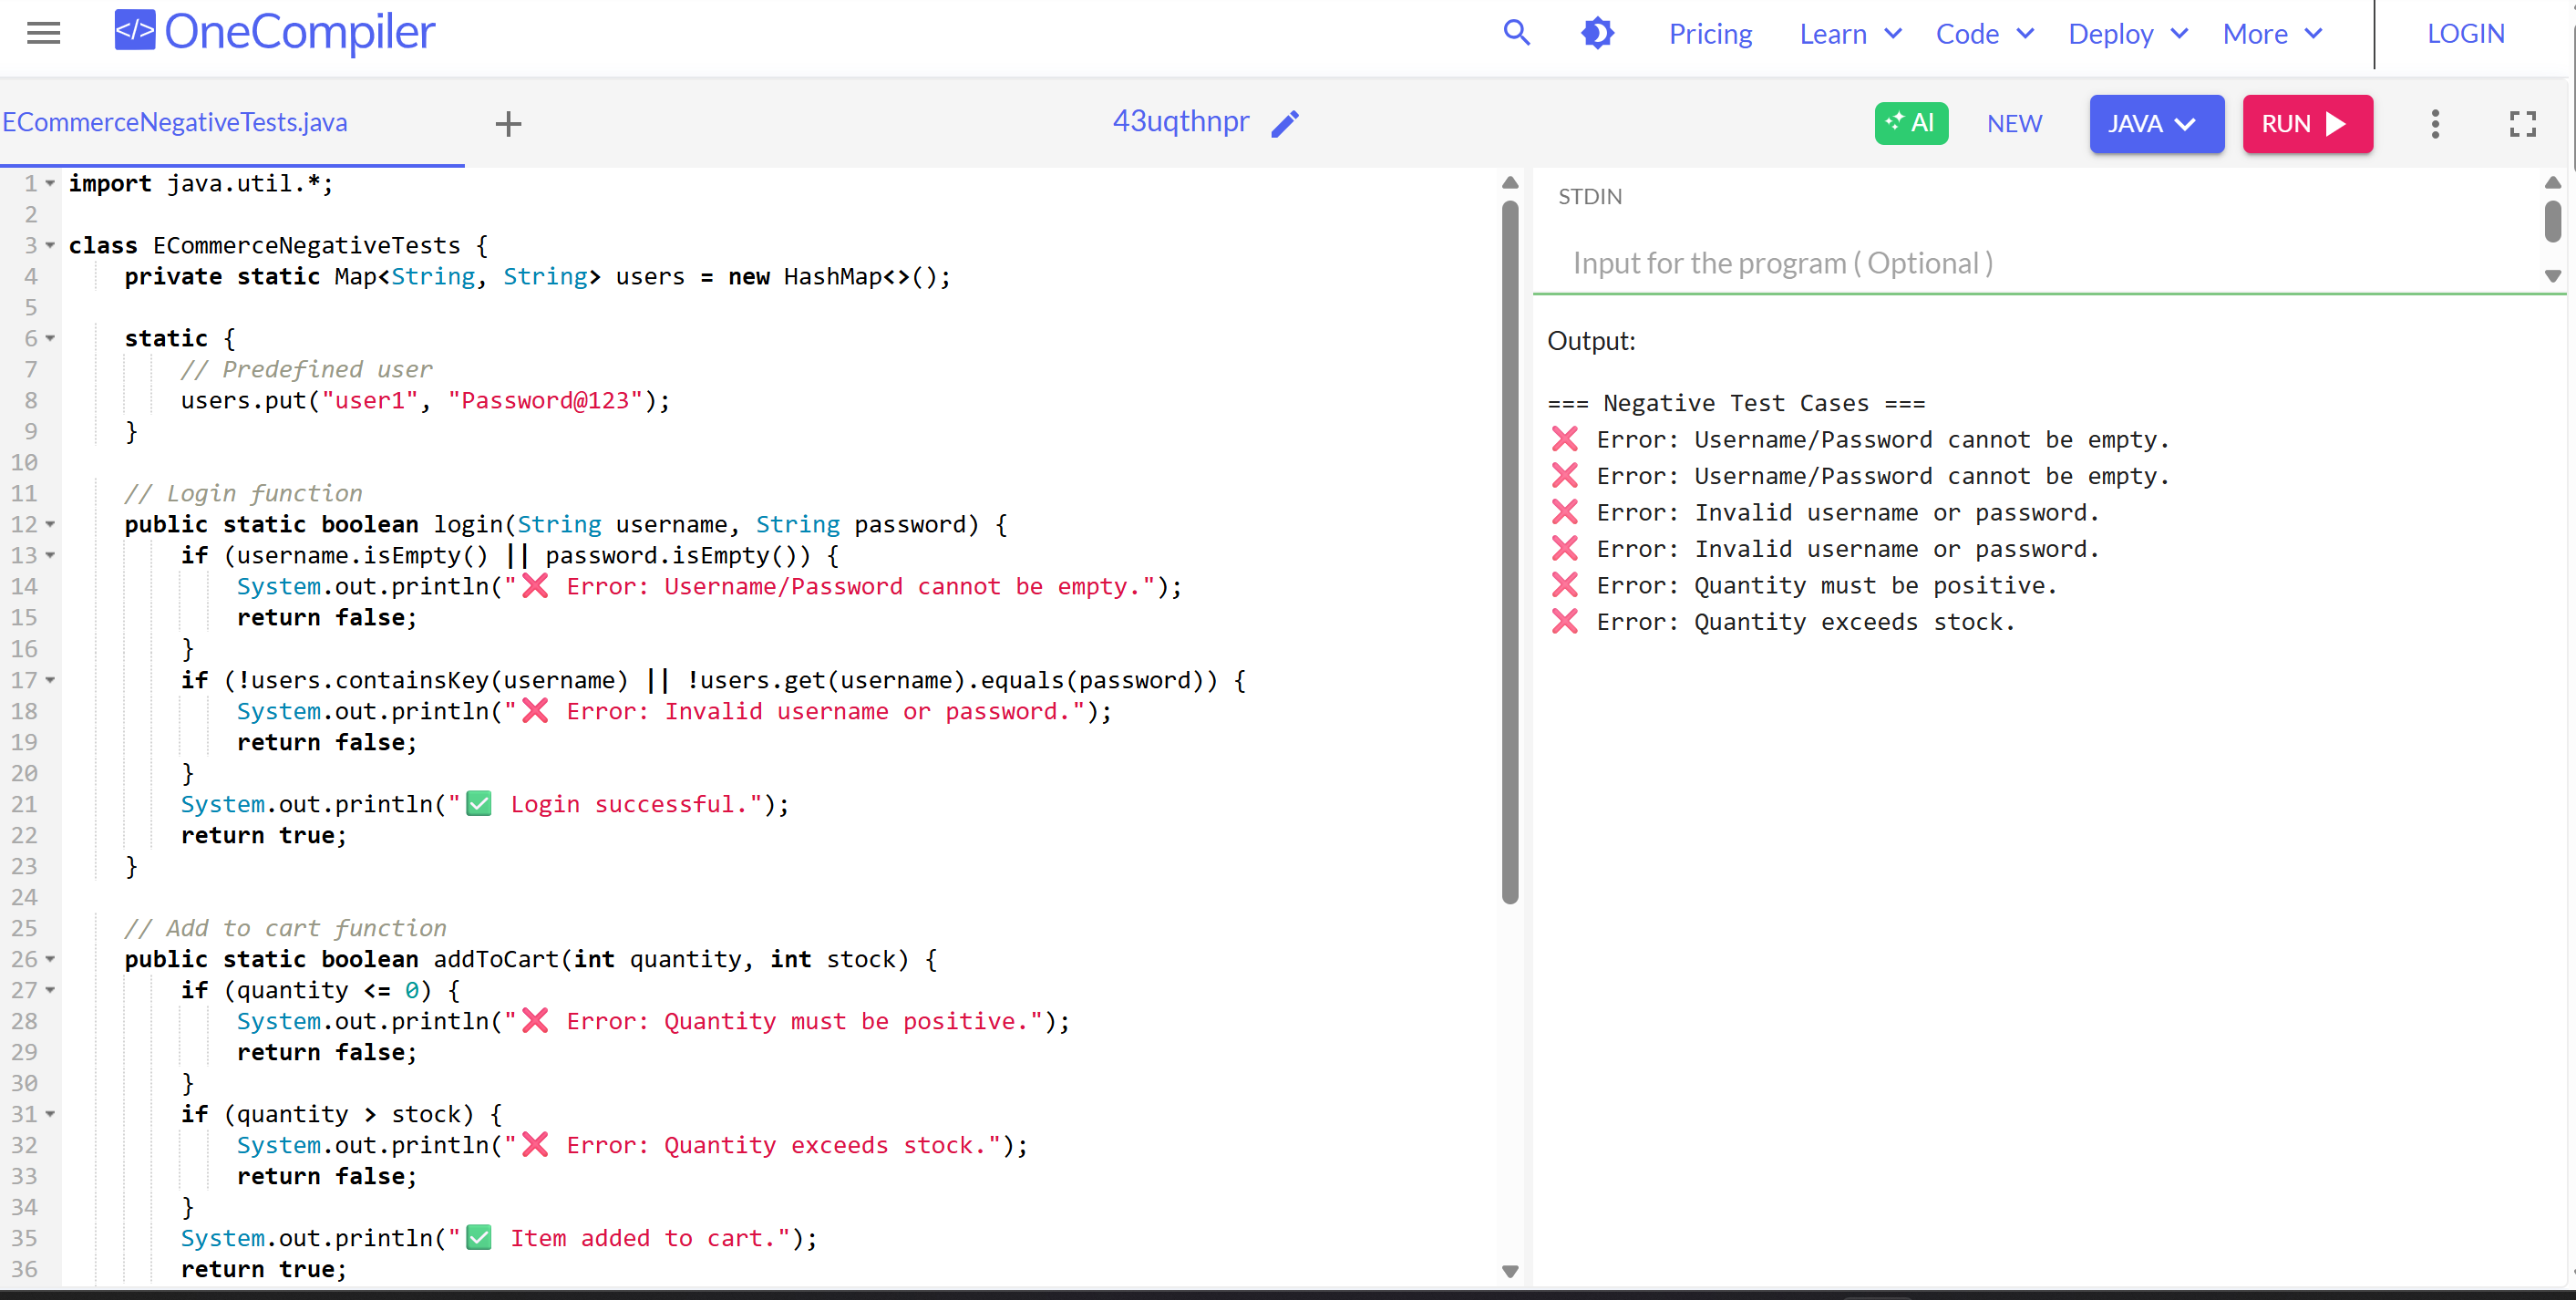 </> OneCompiler
Pricing Learn Code Deploy More LOGIN
ECommerceNegativeTests.java + 43uqthnpr AI NEW JAVA RUN
1 import java.util.*;
2
3 class ECommerceNegativeTests {
4     private static Map<String, String> users = new HashMap<>();
5
6     static {
7         // Predefined user
8         users.put("user1", "Password@123");
9     }
10
11     // Login function
12     public static boolean login(String username, String password) {
13         if (username.isEmpty() || password.isEmpty()) {
14             System.out.println("❌ Error: Username/Password cannot be empty.");
15             return false;
16         }
17         if (!users.containsKey(username) || !users.get(username).equals(password)) {
18             System.out.println("❌ Error: Invalid username or password.");
19             return false;
20         }
21         System.out.println("✅ Login successful.");
22         return true;
23     }
24
25     // Add to cart function
26     public static boolean addToCart(int quantity, int stock) {
27         if (quantity <= 0) {
28             System.out.println("❌ Error: Quantity must be positive.");
29             return false;
30         }
31         if (quantity > stock) {
32             System.out.println("❌ Error: Quantity exceeds stock.");
33             return false;
34         }
35         System.out.println("✅ Item added to cart.");
36         return true;
STDIN
Input for the program ( Optional )
Output:
=== Negative Test Cases ===
❌ Error: Username/Password cannot be empty.
❌ Error: Username/Password cannot be empty.
❌ Error: Invalid username or password.
❌ Error: Invalid username or password.
❌ Error: Quantity must be positive.
❌ Error: Quantity exceeds stock.